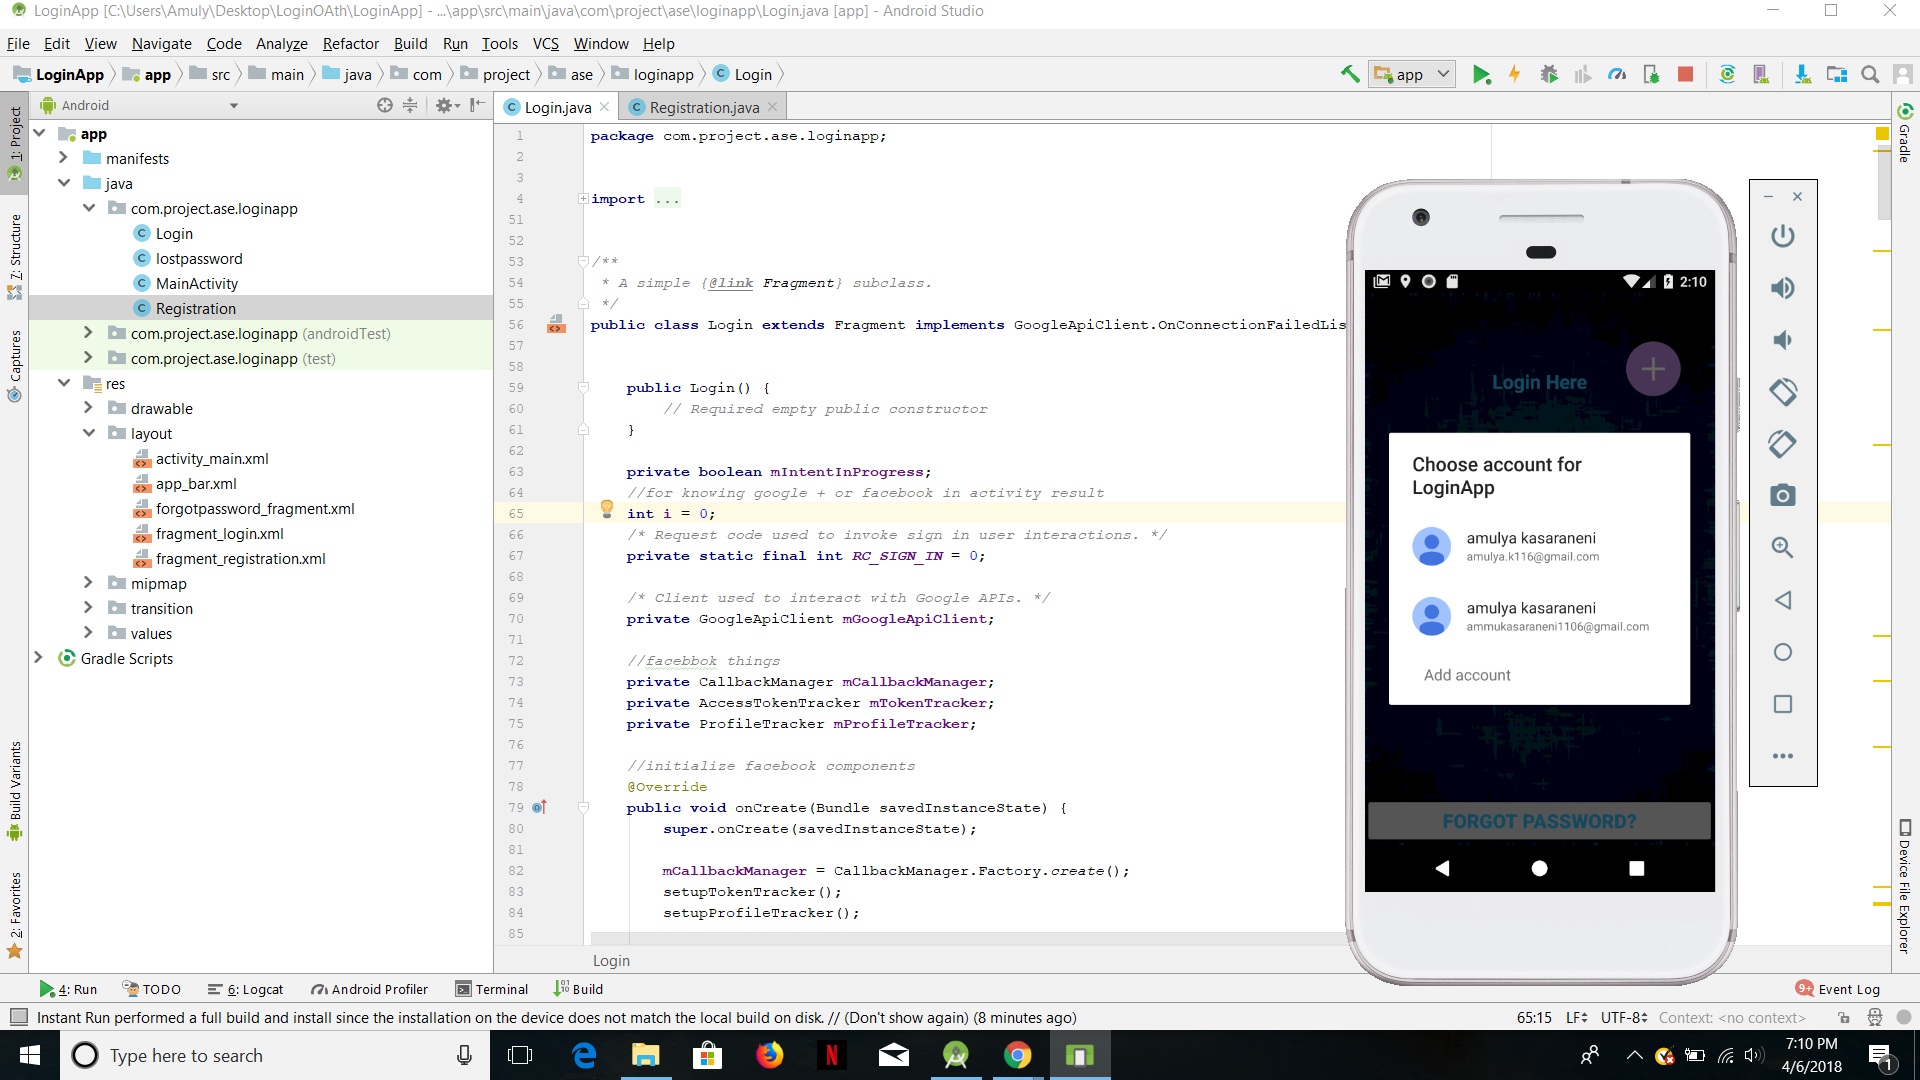 LoginApp [C:\Users\Amuly\Desktop\LoginOAth\LoginApp] - ...\app\src\main\java\com\project\ase\loginapp\Login.java [app] - Android Studio
File Edit View Navigate Code Analyze Refactor Build Run Tools VCS Window Help
LoginApp app src main java com project ase loginapp Login
app
1: Project
7: Structure
Captures
Build Variants
2: Favorites
Android
app
manifests
java
com.project.ase.loginapp
Login
lostpassword
MainActivity
Registration
com.project.ase.loginapp (androidTest)
com.project.ase.loginapp (test)
res
drawable
layout
activity_main.xml
app_bar.xml
forgotpassword_fragment.xml
fragment_login.xml
fragment_registration.xml
mipmap
transition
values
Gradle Scripts
Login.java Registration.java
1 package com.project.ase.loginapp;
2
3
4 import ...
51
52
53 /**
54 * A simple {@link Fragment} subclass.
55 */
56 public class Login extends Fragment implements GoogleApiClient.OnConnectionFailedLis
57
58
59 public Login() {
60 // Required empty public constructor
61 }
62
63 private boolean mIntentInProgress;
64 //for knowing google + or facebook in activity result
65 int i = 0;
66 /* Request code used to invoke sign in user interactions. */
67 private static final int RC_SIGN_IN = 0;
68
69 /* Client used to interact with Google APIs. */
70 private GoogleApiClient mGoogleApiClient;
71
72 //facebbok things
73 private CallbackManager mCallbackManager;
74 private AccessTokenTracker mTokenTracker;
75 private ProfileTracker mProfileTracker;
76
77 //initialize facebook components
78 @Override
79 public void onCreate(Bundle savedInstanceState) {
80 super.onCreate(savedInstanceState);
81
82 mCallbackManager = CallbackManager.Factory.create();
83 setupTokenTracker();
84 setupProfileTracker();
85
Login
2:10
Login Here
Choose account for
LoginApp
amulya kasaraneni
amulya.k116@gmail.com
amulya kasaraneni
ammukasaraneni1106@gmail.com
Add account
FORGOT PASSWORD?
Gradle
Device File Explorer
4: Run TODO 6: Logcat Android Profiler Terminal Build 9+ Event Log
Instant Run performed a full build and install since the installation on the device does not match the local build on disk. // (Don't show again) (8 minutes ago) 65:15 LF UTF-8 Context: <no context>
Type here to search
7:10 PM
4/6/2018
1